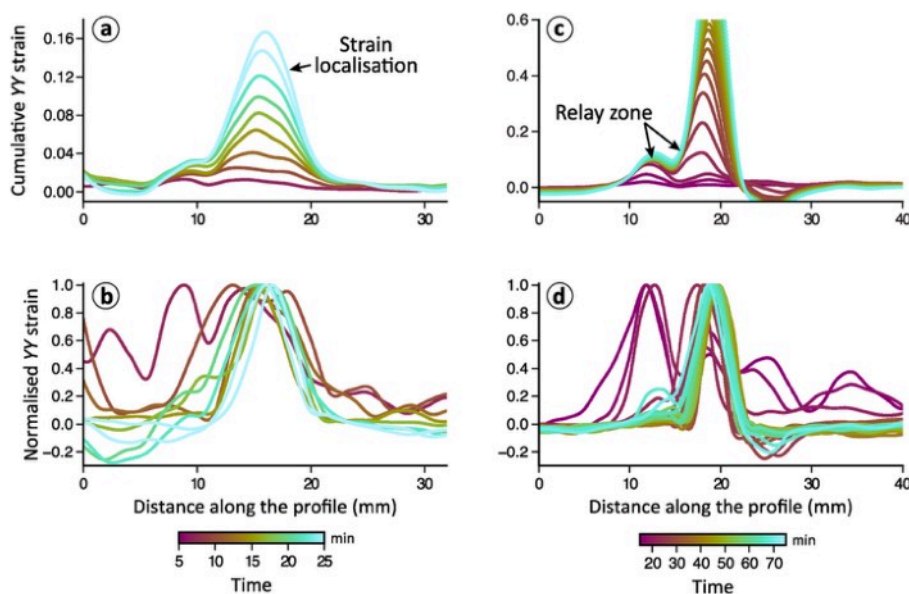 a
0.16
0.12
0.08
0.04
0.00
Cumulative YY strain
Strain
localisation
0
10
20
30
c
0.6
0.4
0.2
0.0
Relay zone
0
10
20
30
40
b
1.0
0.8
0.6
0.4
0.2
0.0
−0.2
Normalised YY strain
0
10
20
30
Distance along the profile (mm)
d
1.0
0.8
0.6
0.4
0.2
0.0
−0.2
0
10
20
30
40
Distance along the profile (mm)
min
5 10 15 20 25
Time
min
20 30 40 50 60 70
Time